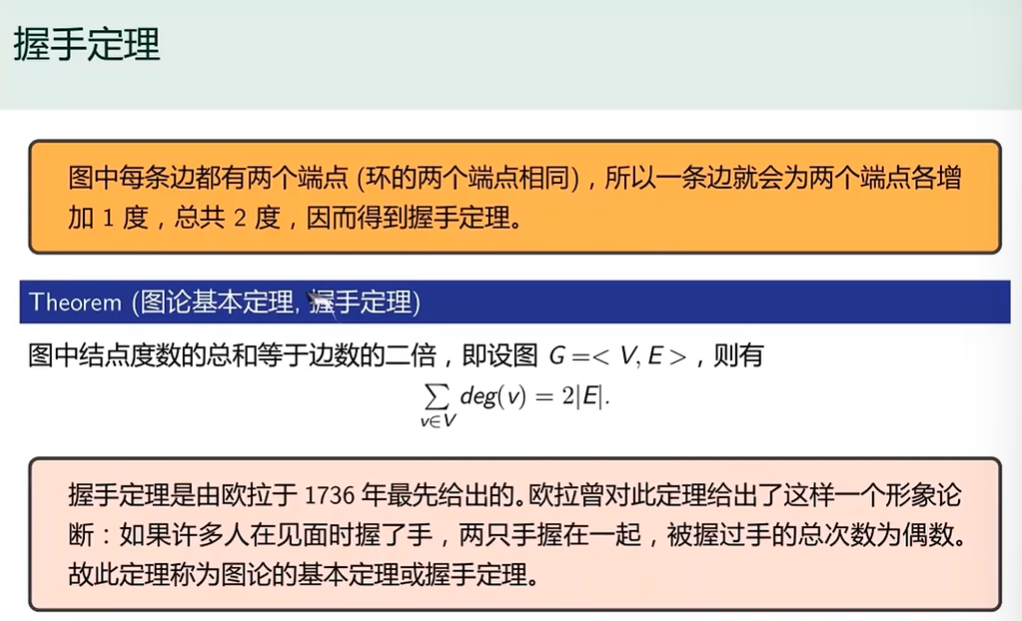 握手定理
图中每条边都有两个端点 (环的两个端点相同)，所以一条边就会为两个端点各增
加 1 度，总共 2 度，因而得到握手定理。
Theorem (图论基本定理, 握手定理)
图中结点度数的总和等于边数的二倍，即设图 G =< V, E >，则有
∑ deg(v) = 2|E|.
v∈V
握手定理是由欧拉于 1736 年最先给出的。欧拉曾对此定理给出了这样一个形象论
断：如果许多人在见面时握了手，两只手握在一起，被握过手的总次数为偶数。
故此定理称为图论的基本定理或握手定理。